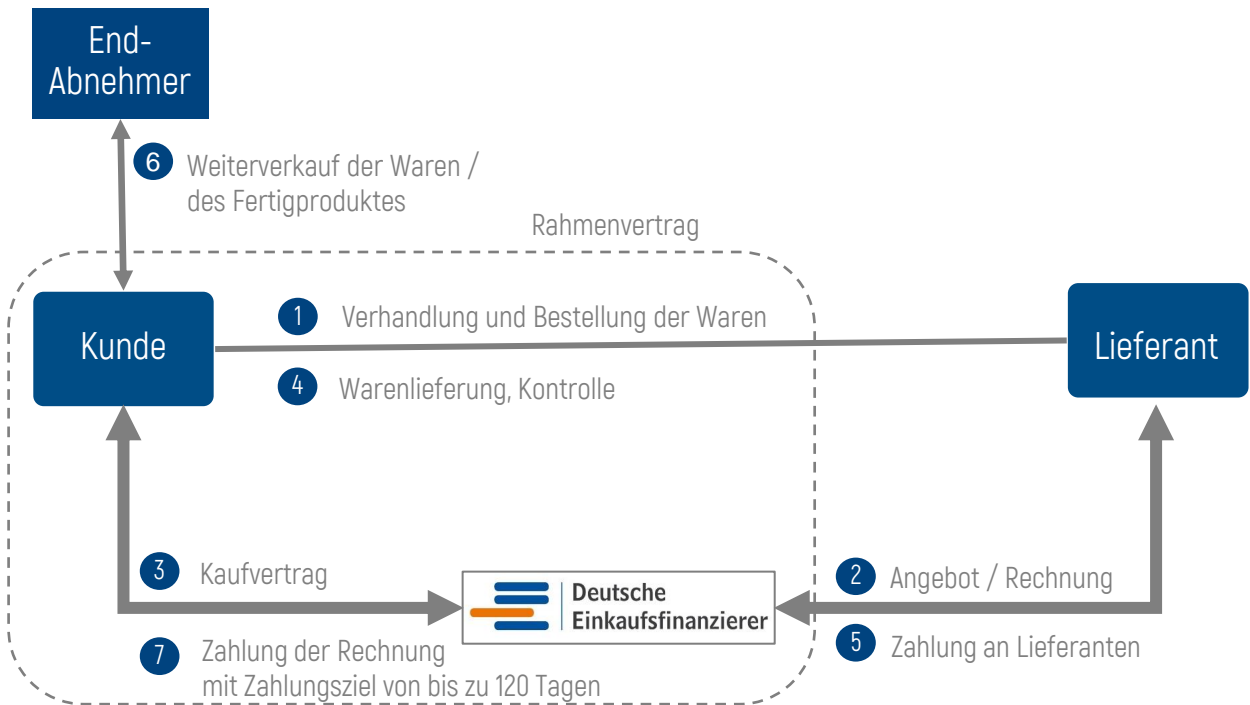 End-
Abnehmer
6 Weiterverkauf der Waren /
des Fertigproduktes
Rahmenvertrag
Kunde
1 Verhandlung und Bestellung der Waren
4 Warenlieferung, Kontrolle
Lieferant
3 Kaufvertrag
Deutsche
Einkaufsfinanzierer
2 Angebot / Rechnung
7 Zahlung der Rechnung
mit Zahlungsziel von bis zu 120 Tagen
5 Zahlung an Lieferanten